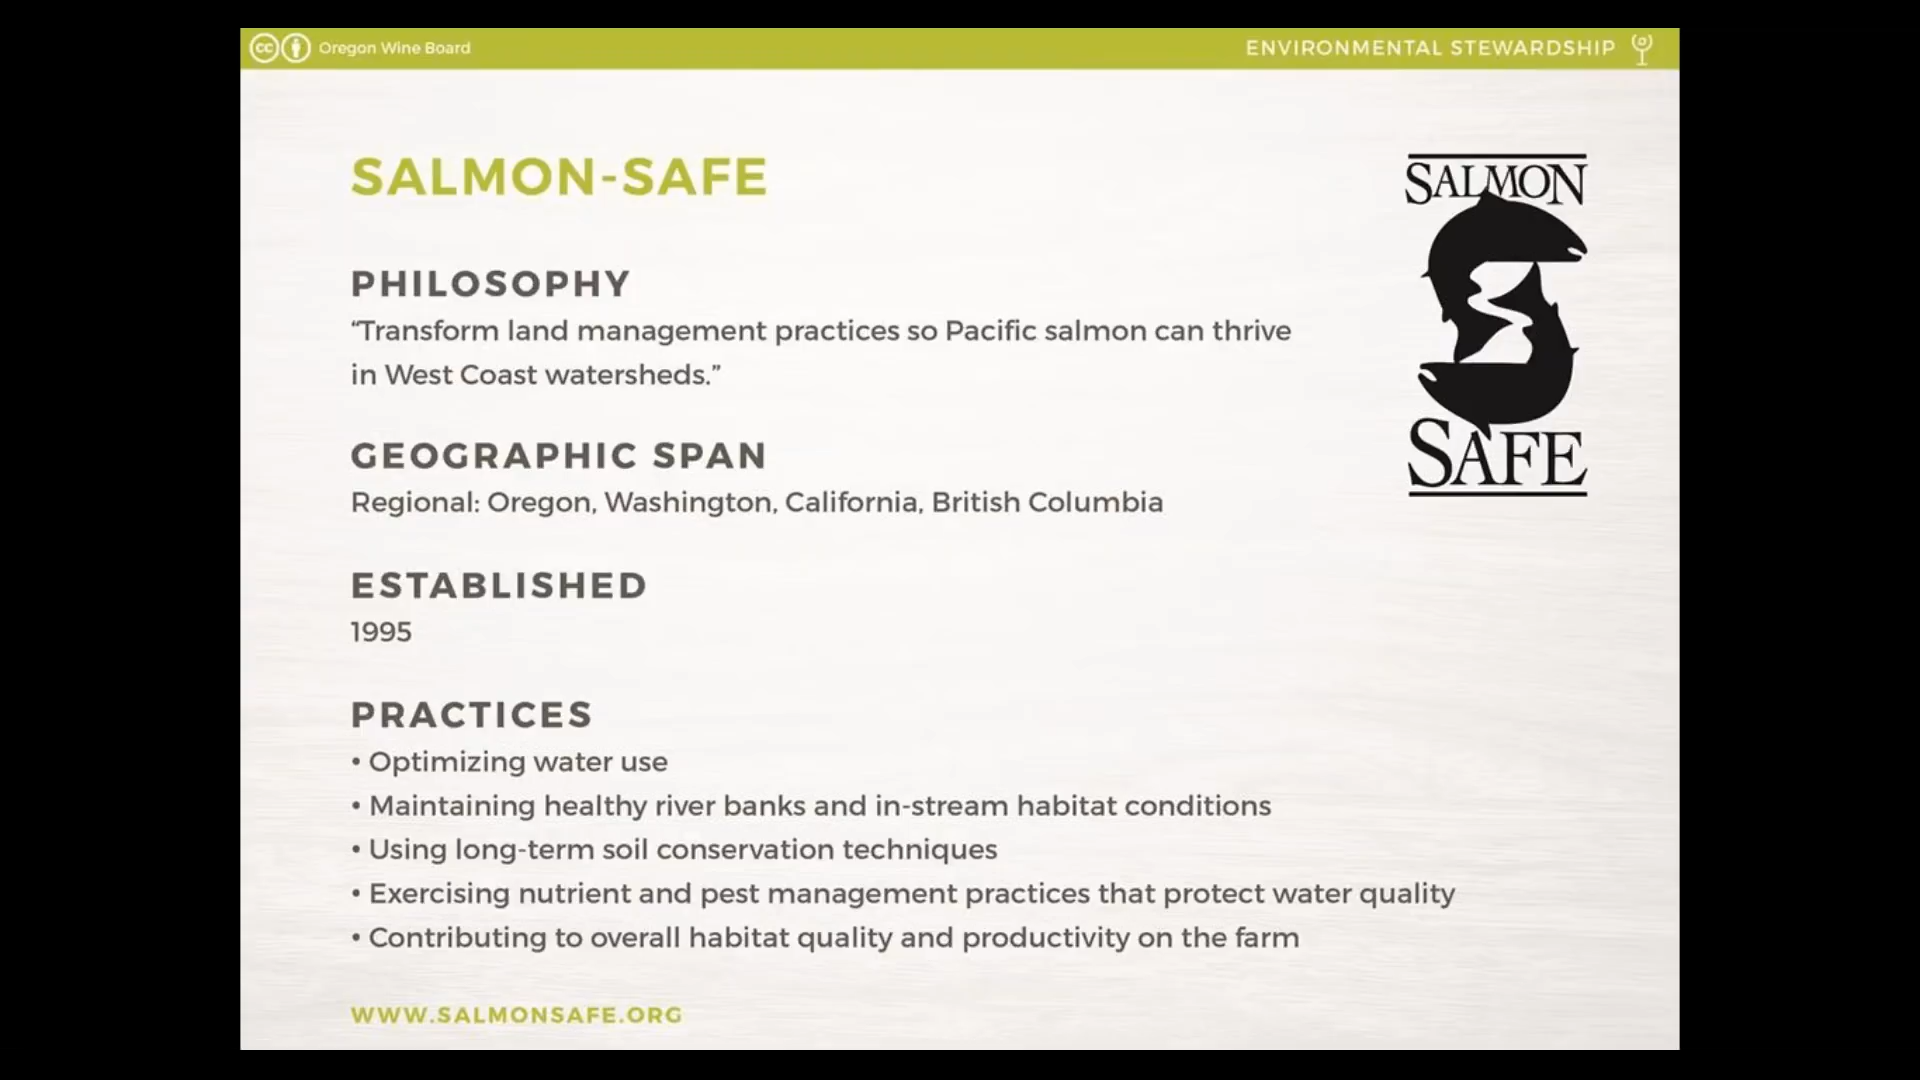 Oregon Wine Board
ENVIRONMENTAL STEWARDSHIP
SALMON-SAFE
SALMON
SAFE
PHILOSOPHY
“Transform land management practices so Pacific salmon can thrive
in West Coast watersheds.”
GEOGRAPHIC SPAN
Regional: Oregon, Washington, California, British Columbia
ESTABLISHED
1995
PRACTICES
• Optimizing water use
• Maintaining healthy river banks and in-stream habitat conditions
• Using long-term soil conservation techniques
• Exercising nutrient and pest management practices that protect water quality
• Contributing to overall habitat quality and productivity on the farm
WWW.SALMONSAFE.ORG